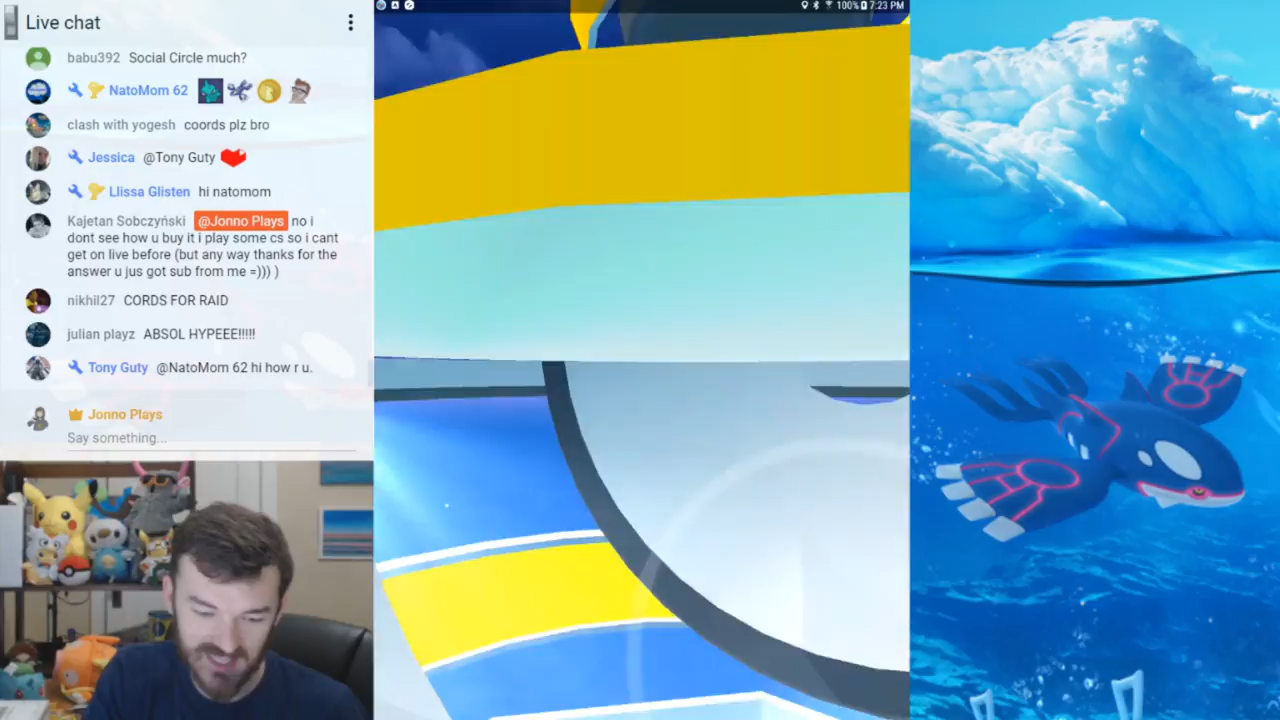 Live chat
100% 7:23 PM
babu392 Social Circle much?
NatoMom 62
clash with yogesh coords plz bro
Jessica @Tony Guty
Llissa Glisten hi natomom
Kajetan Sobczyński @Jonno Plays no i
dont see how u buy it i play some cs so i cant
get on live before (but any way thanks for the
answer u jus got sub from me =))) )
nikhil27 CORDS FOR RAID
julian playz ABSOL HYPEEE!!!!!
Tony Guty @NatoMom 62 hi how r u.
Jonno Plays
Say something...